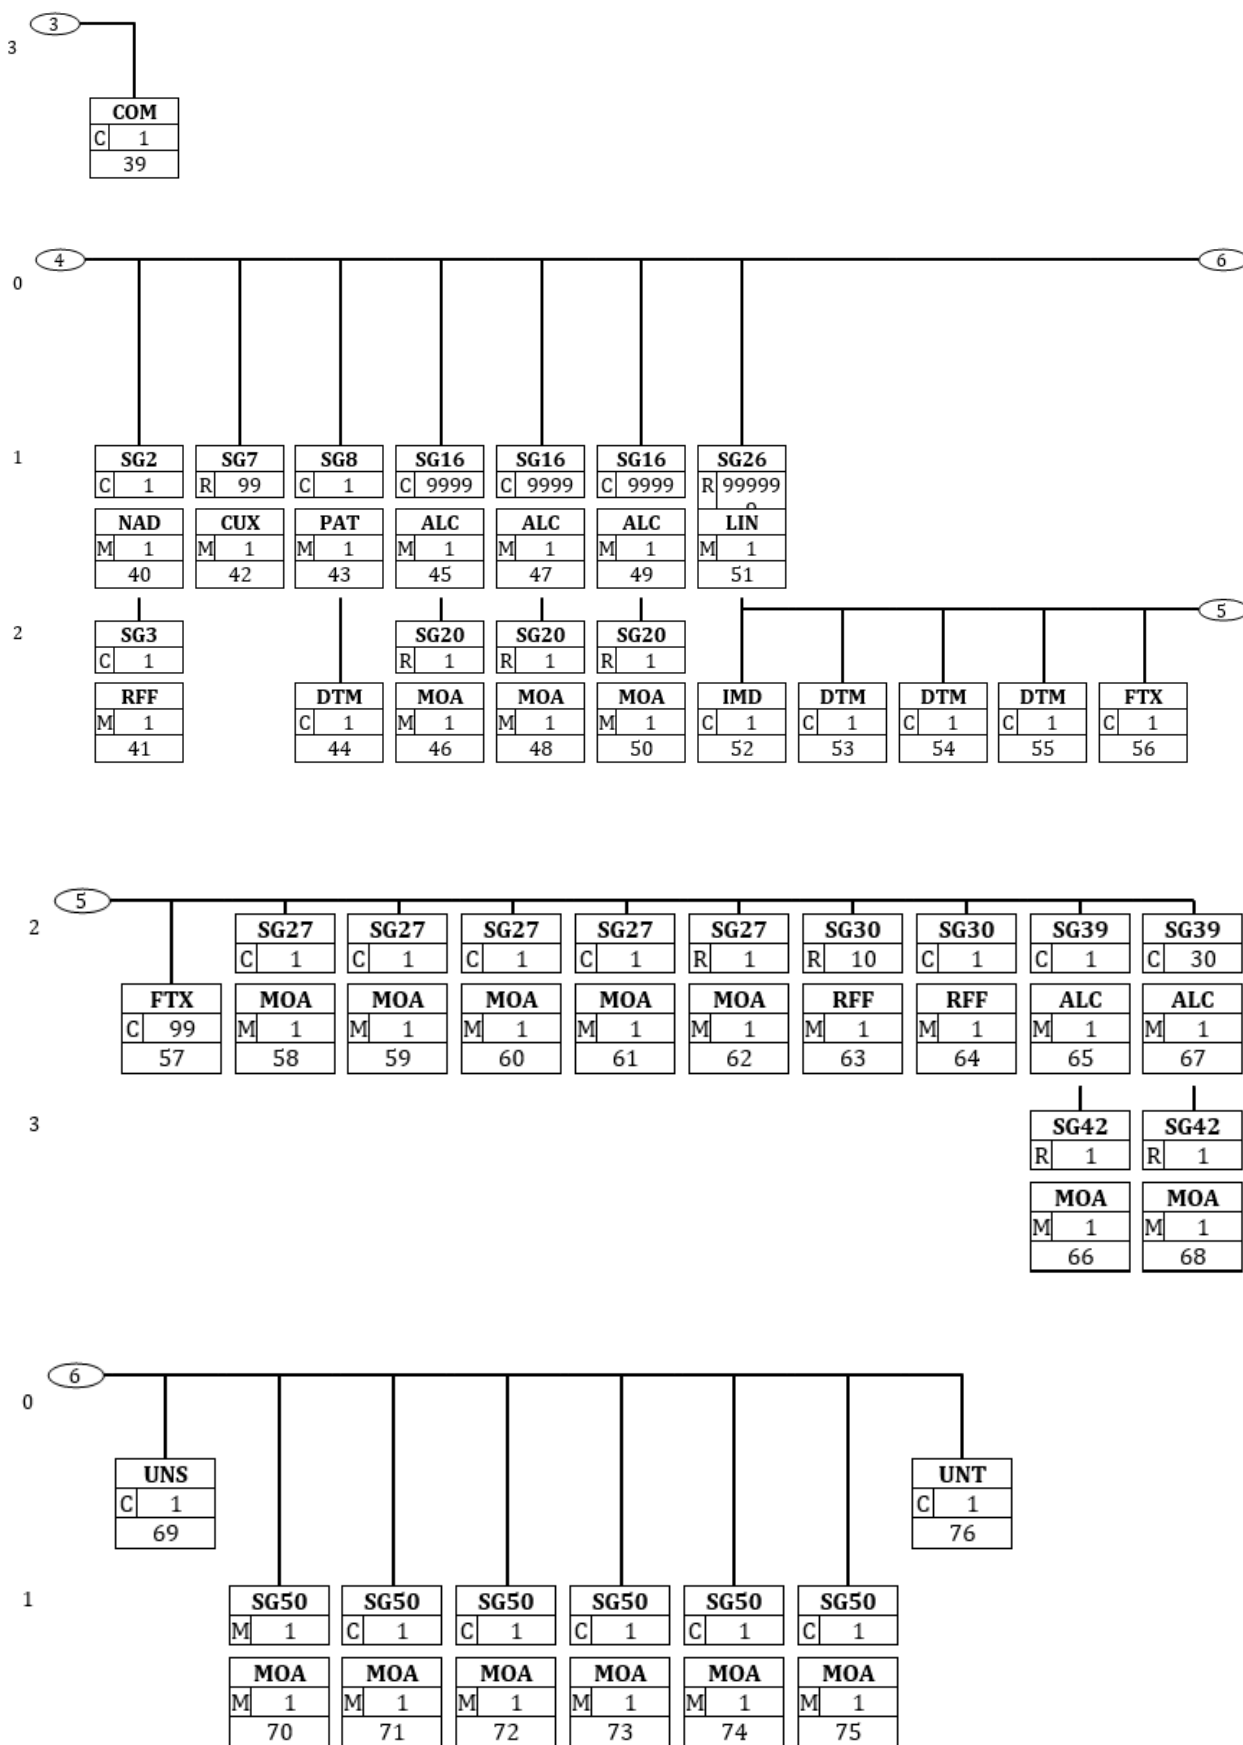 3
3
COM
C 1
39
4 6
0
1
SG2 SG7 SG8 SG16 SG16 SG16 SG26
C 1 R 99 C 1 C 9999 C 9999 C 9999 R 99999
NAD CUX PAT ALC ALC ALC LIN
M 1 M 1 M 1 M 1 M 1 M 1 M 1
40 42 43 45 47 49 51
5
2
SG3 SG20 SG20 SG20
C 1 R 1 R 1 R 1
RFF DTM MOA MOA MOA IMD DTM DTM DTM FTX
M 1 C 1 M 1 M 1 M 1 C 1 C 1 C 1 C 1 C 1
41 44 46 48 50 52 53 54 55 56
5
2
SG27 SG27 SG27 SG27 SG27 SG30 SG30 SG39 SG39
C 1 C 1 C 1 C 1 R 1 R 10 C 1 C 1 C 30
FTX MOA MOA MOA MOA MOA RFF RFF ALC ALC
C 99 M 1 M 1 M 1 M 1 M 1 M 1 M 1 M 1 M 1
57 58 59 60 61 62 63 64 65 67
3
SG42 SG42
R 1 R 1
MOA MOA
M 1 M 1
66 68
6
0
UNS UNT
C 1 C 1
69 76
1
SG50 SG50 SG50 SG50 SG50 SG50
M 1 C 1 C 1 C 1 C 1 C 1
MOA MOA MOA MOA MOA MOA
M 1 M 1 M 1 M 1 M 1 M 1
70 71 72 73 74 75